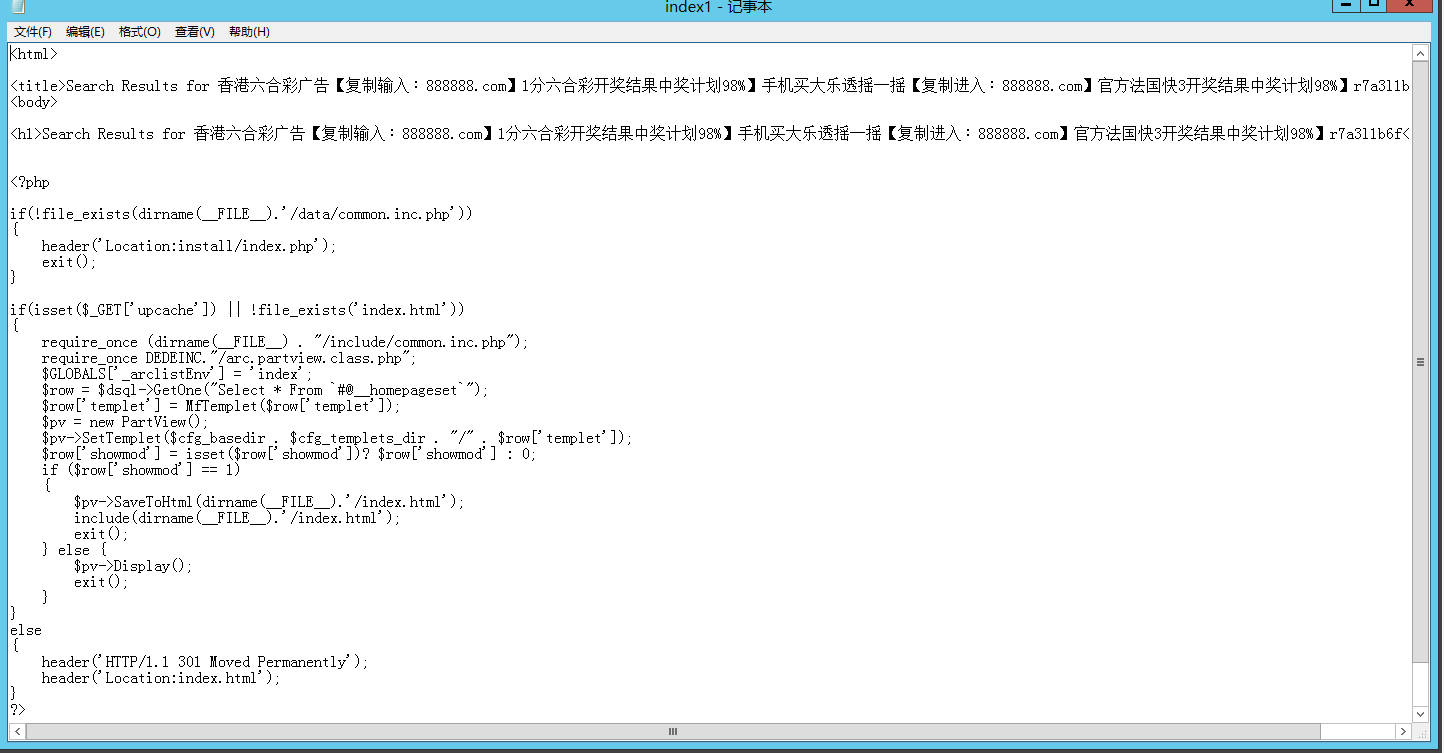 index1 - 记事本
文件(F) 编辑(E) 格式(O) 查看(V) 帮助(H)
<html>
<title>Search Results for 香港六合彩广告【复制输入：888888.com】1分六合彩开奖结果中奖计划98%】手机买大乐透摇一摇【复制进入：888888.com】官方法国快3开奖结果中奖计划98%】r7a3l1b
<body>
<h1>Search Results for 香港六合彩广告【复制输入：888888.com】1分六合彩开奖结果中奖计划98%】手机买大乐透摇一摇【复制进入：888888.com】官方法国快3开奖结果中奖计划98%】r7a3l1b6f<
<?php
if(!file_exists(dirname(__FILE__).'/data/common.inc.php'))
{
    header('Location:install/index.php');
    exit();
}
if(isset($_GET['upcache']) || !file_exists('index.html'))
{
    require_once (dirname(__FILE__) . "/include/common.inc.php");
    require_once DEDEINC."/arc.partview.class.php";
    $GLOBALS['_arclistEnv'] = 'index';
    $row = $dsql->GetOne("Select * From `#@__homepageset`");
    $row['templet'] = MfTemplet($row['templet']);
    $pv = new PartView();
    $pv->SetTemplet($cfg_basedir . $cfg_templets_dir . "/" . $row['templet']);
    $row['showmod'] = isset($row['showmod'])? $row['showmod'] : 0;
    if ($row['showmod'] == 1)
    {
        $pv->SaveToHtml(dirname(__FILE__).'/index.html');
        include(dirname(__FILE__).'/index.html');
        exit();
    } else {
        $pv->Display();
        exit();
    }
}
else
{
    header('HTTP/1.1 301 Moved Permanently');
    header('Location:index.html');
}
?>